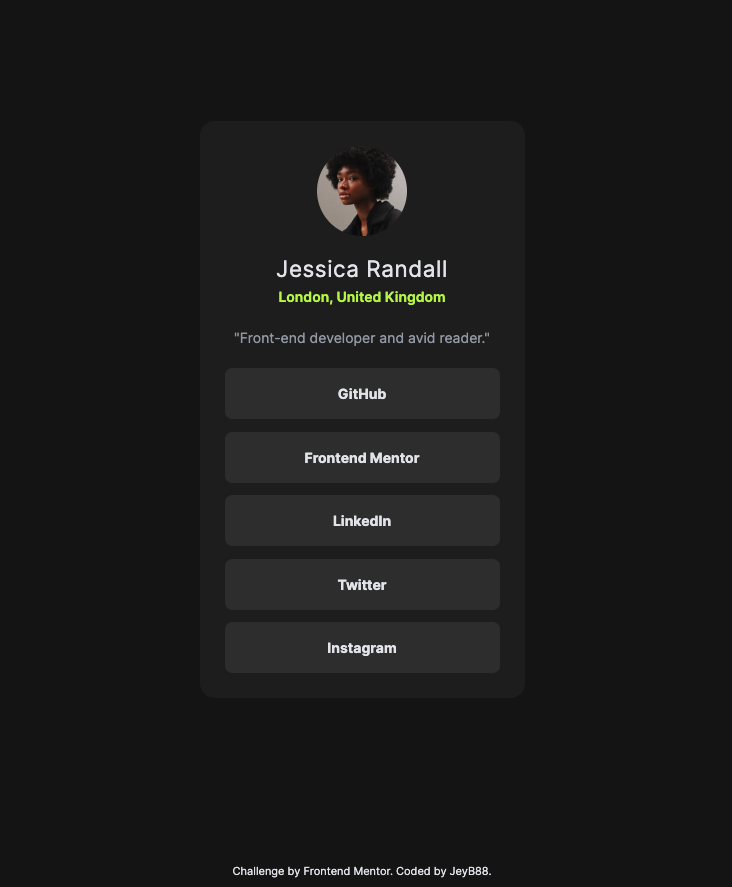 Jessica Randall
London, United Kingdom
"Front-end developer and avid reader."
GitHub
Frontend Mentor
LinkedIn
Twitter
Instagram
Challenge by Frontend Mentor. Coded by JeyB88.